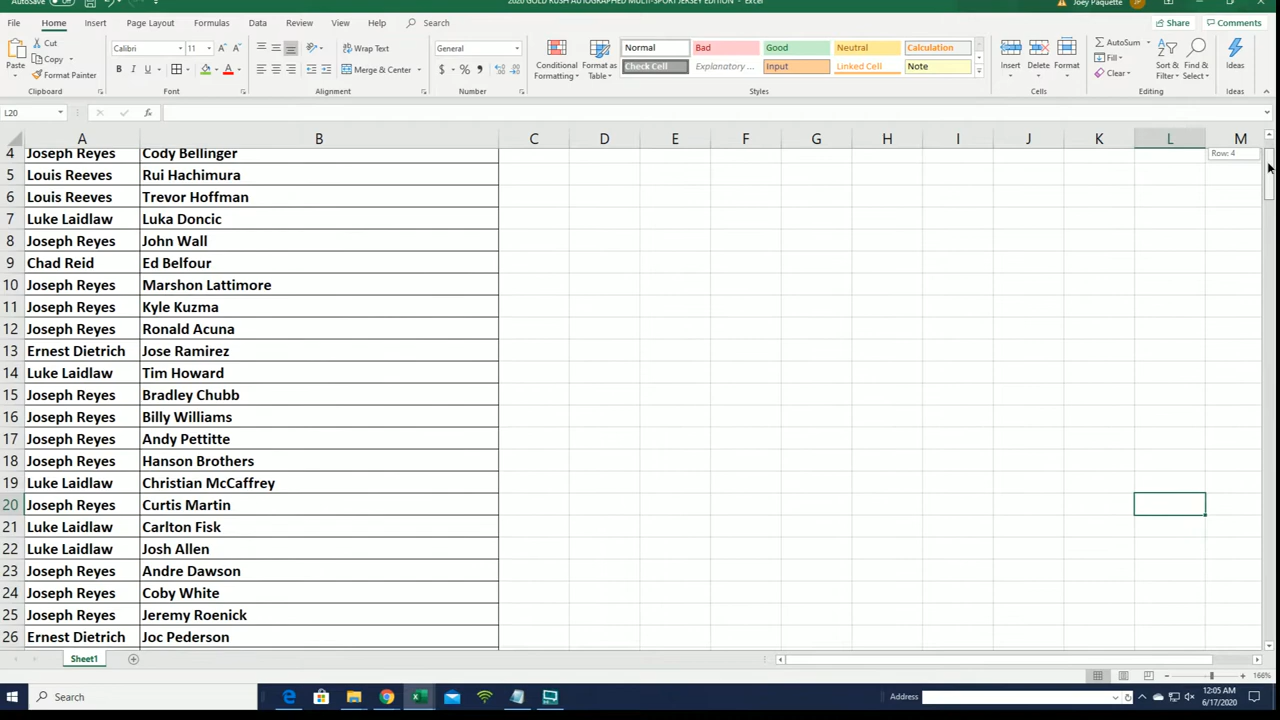 AutoSave
2020 GOLD RUSH AUTOGRAPHED MULTI-SPORT JERSEY EDITION - Excel
Joey Paquette
JP
File Home Insert Page Layout Formulas Data Review View Help Search
Share Comments
Paste
Cut
Copy
Format Painter
Calibri 11
B I U
Wrap Text
Merge & Center
General
$ % ,
Conditional Formatting
Format as Table
Normal Bad Good Neutral Calculation
Check Cell Explanatory ... Input Linked Cell Note
Insert Delete Format
AutoSum
Fill
Clear
Sort & Filter
Find & Select
Ideas
Clipboard Font Alignment Number Styles Cells Editing Ideas
L20
fx
A B C D E F G H I J K L M
Row: 4
4 Joseph Reyes Cody Bellinger
5 Louis Reeves Rui Hachimura
6 Louis Reeves Trevor Hoffman
7 Luke Laidlaw Luka Doncic
8 Joseph Reyes John Wall
9 Chad Reid Ed Belfour
10 Joseph Reyes Marshon Lattimore
11 Joseph Reyes Kyle Kuzma
12 Joseph Reyes Ronald Acuna
13 Ernest Dietrich Jose Ramirez
14 Luke Laidlaw Tim Howard
15 Joseph Reyes Bradley Chubb
16 Joseph Reyes Billy Williams
17 Joseph Reyes Andy Pettitte
18 Joseph Reyes Hanson Brothers
19 Luke Laidlaw Christian McCaffrey
20 Joseph Reyes Curtis Martin
21 Luke Laidlaw Carlton Fisk
22 Luke Laidlaw Josh Allen
23 Joseph Reyes Andre Dawson
24 Joseph Reyes Coby White
25 Joseph Reyes Jeremy Roenick
26 Ernest Dietrich Joc Pederson
Sheet1
166%
Search
Address
12:05 AM
6/17/2020